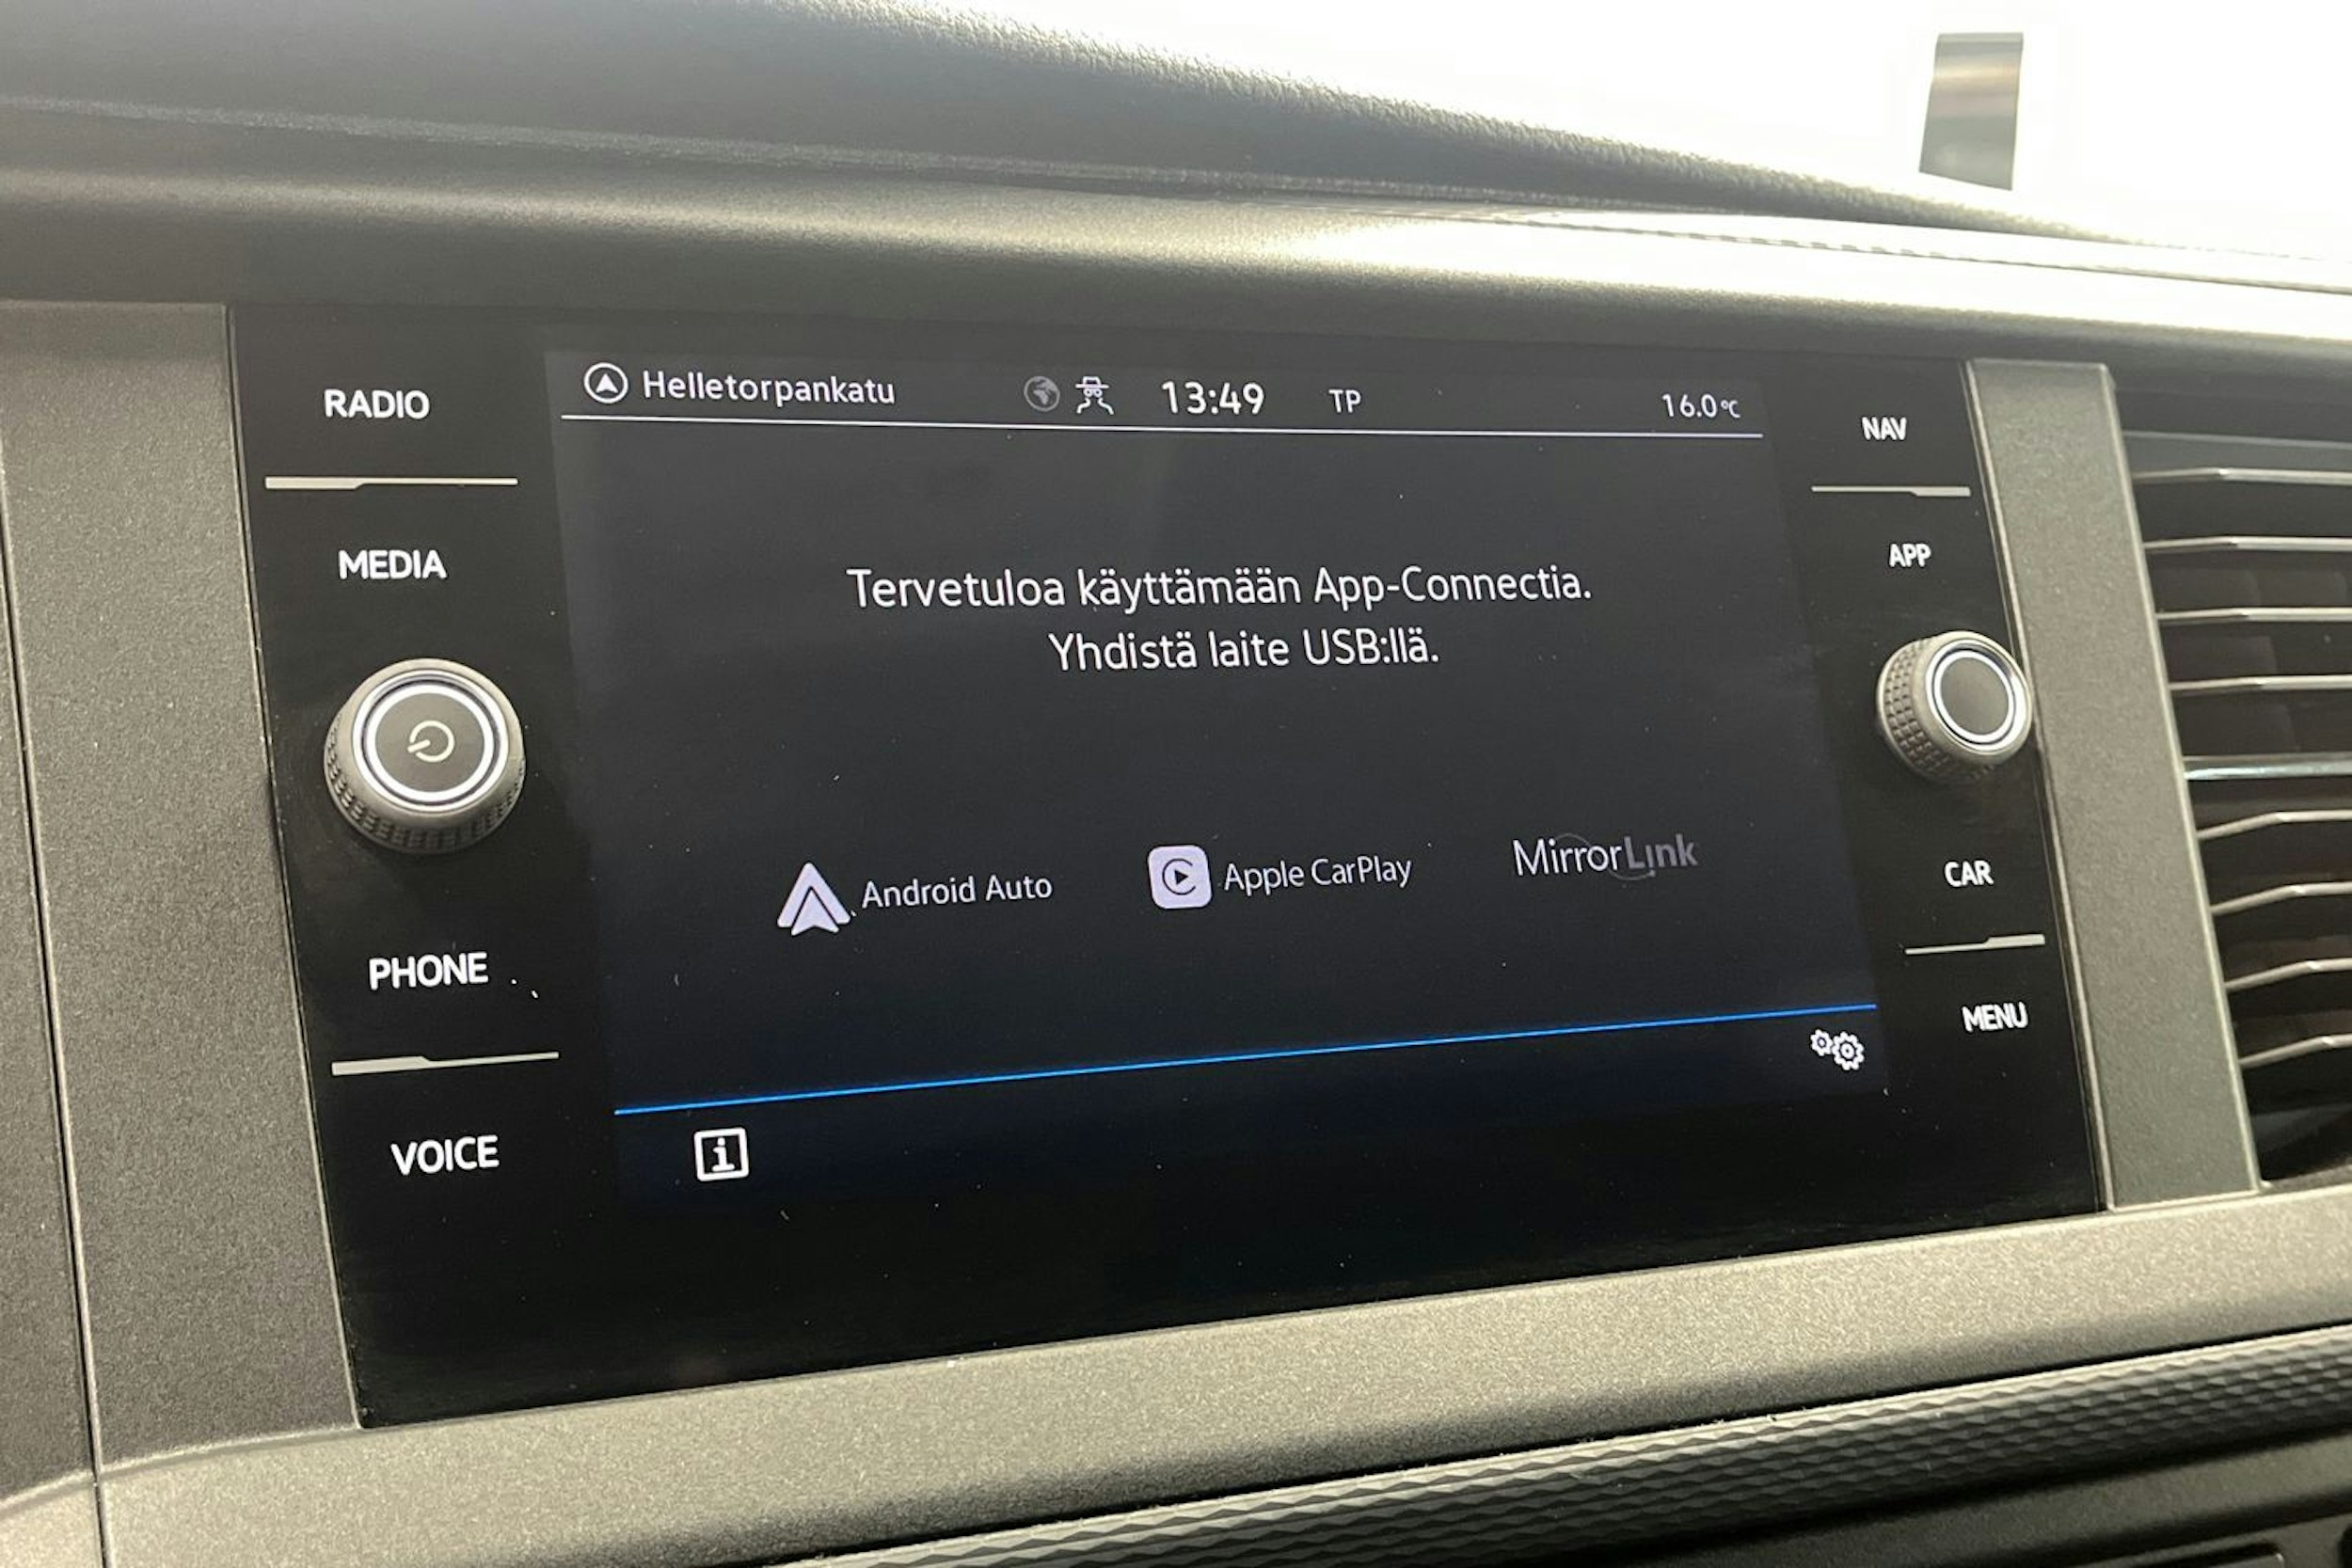 RADIO
MEDIA
PHONE
VOICE
Helletorpankatu 13:49 TP 16.0°C
Tervetuloa käyttämään App-Connectia.
Yhdistä laite USB:llä.
Android Auto
Apple CarPlay
MirrorLink
i
NAV
APP
CAR
MENU